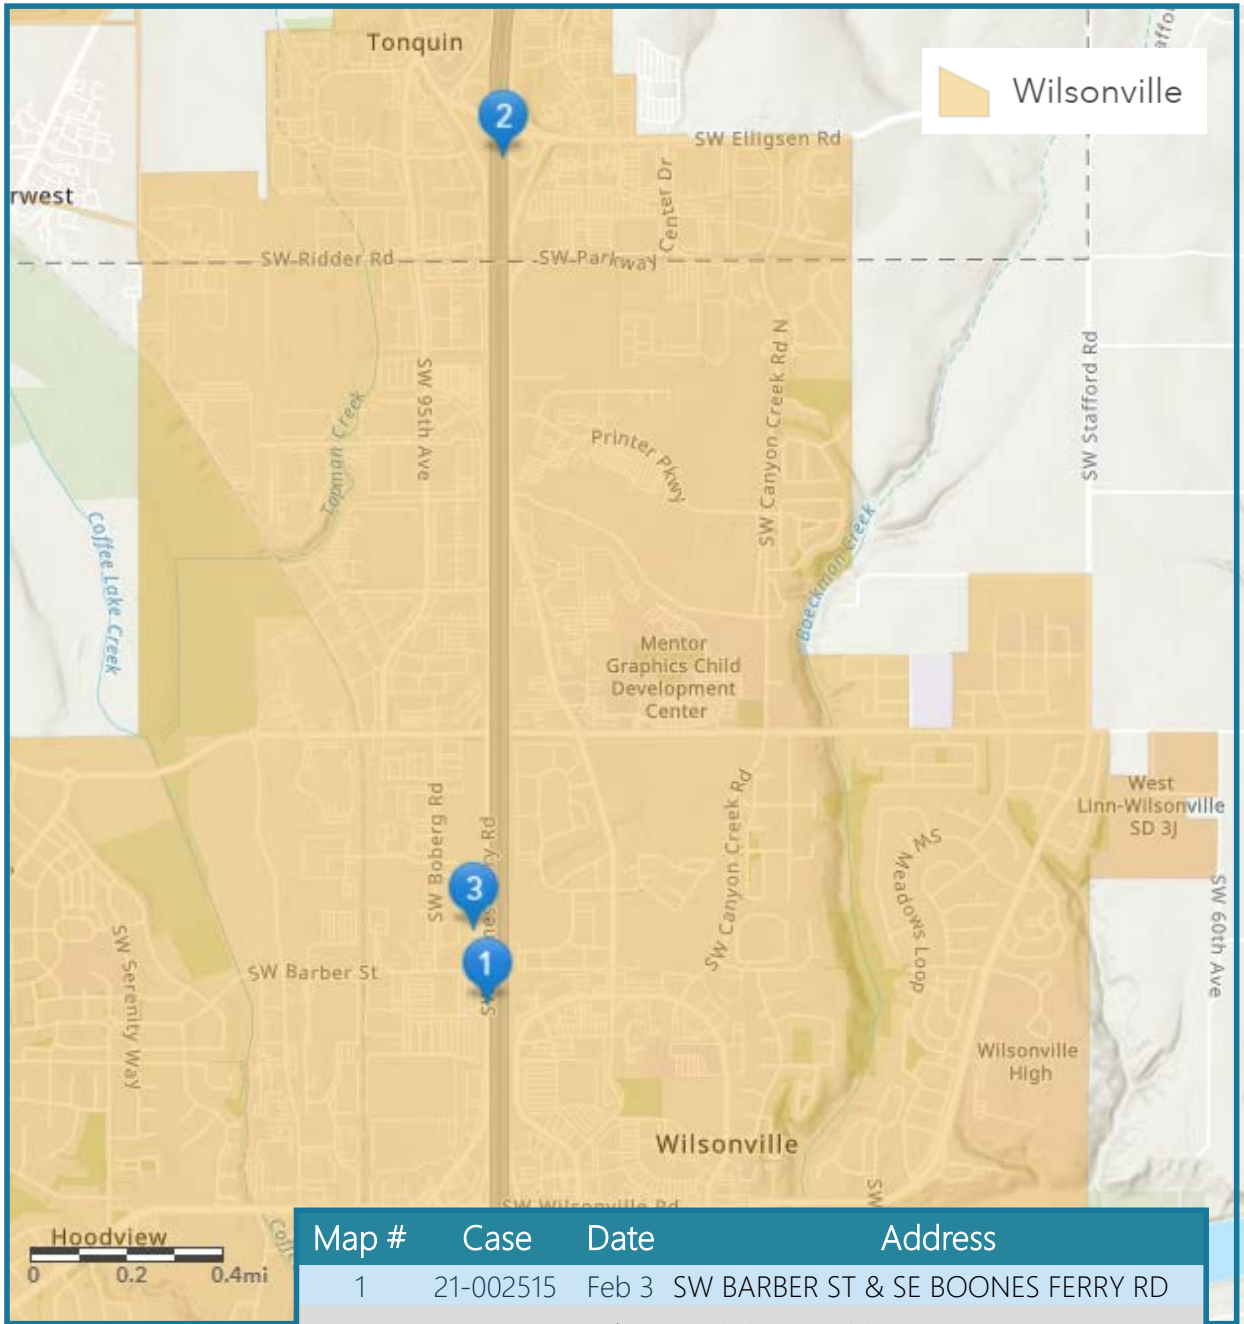 Tonquin
2
Wilsonville
SW Elligsen Rd
rwest
Center Dr
SW Ridder Rd
SW Parkway
SW Stafford Rd
SW Canyon Creek Rd N
SW 95th Ave
Tapman Creek
Printer Pkwy
Coffee Lake Creek
Boeckman Creek
Mentor
Graphics Child
Development
Center
West
Linn-Wilsonville
SD 3J
SW Boberg Rd
SW Canyon Creek Rd
SW Meadows Loop
3
SW 60th Ave
SW Serenity Way
1
SW Barber St
Wilsonville
High
Wilsonville
SW
SW Wilsonville Rd
Hoodview
0 0.2 0.4mi
Map # Case Date Address
1 21-002515 Feb 3 SW BARBER ST & SE BOONES FERRY RD